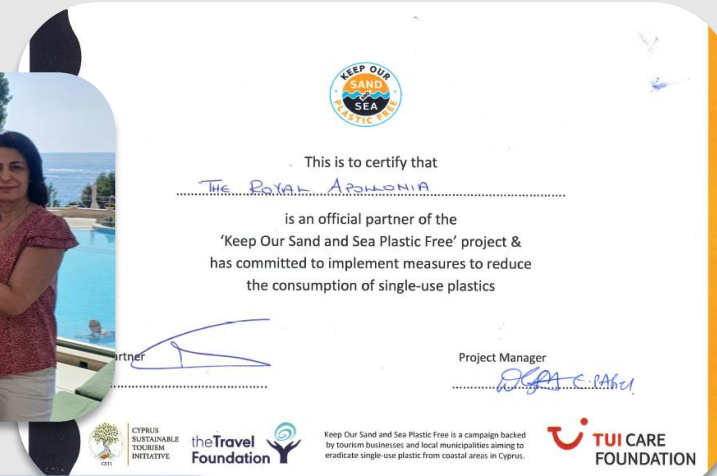 KEEP OUR
SAND
SEA
PLASTIC FREE
This is to certify that
THE ROYAL APOLLONIA
is an official partner of the
'Keep Our Sand and Sea Plastic Free' project &
has committed to implement measures to reduce
the consumption of single-use plastics
artner
Project Manager
CYPRUS
SUSTAINABLE
TOURISM
INITIATIVE
theTravel
Foundation
Keep Our Sand and Sea Plastic Free is a campaign backed
by tourism businesses and local municipalities aiming to
eradicate single-use plastic from coastal areas in Cyprus.
TUI CARE
FOUNDATION